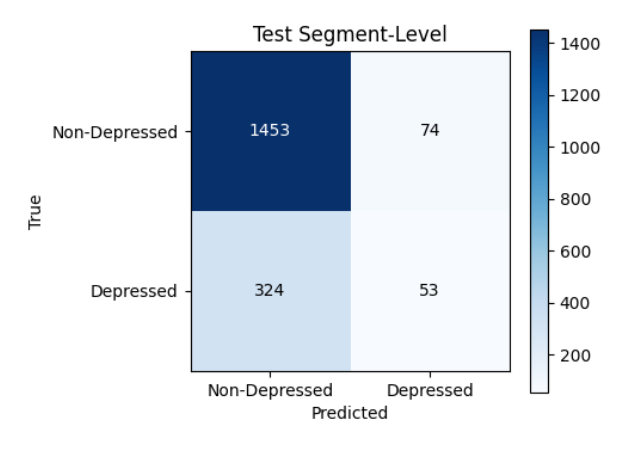 Test Segment-Level
True
Non-Depressed
1453
74
Depressed
324
53
Non-Depressed
Depressed
Predicted
1400
1200
1000
800
600
400
200